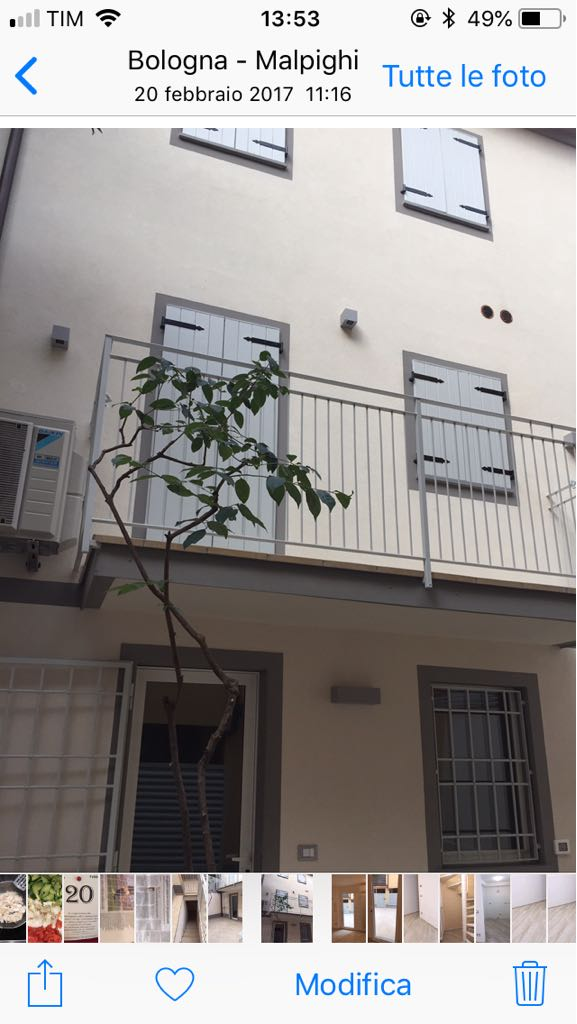 TIM 13:53 49%
Bologna - Malpighi
20 febbraio 2017 11:16
Tutte le foto
20
Modifica